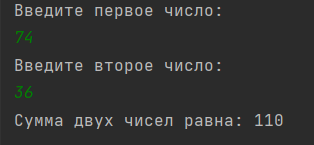 Введите первое число:
74
Введите второе число:
36
Сумма двух чисел равна: 110